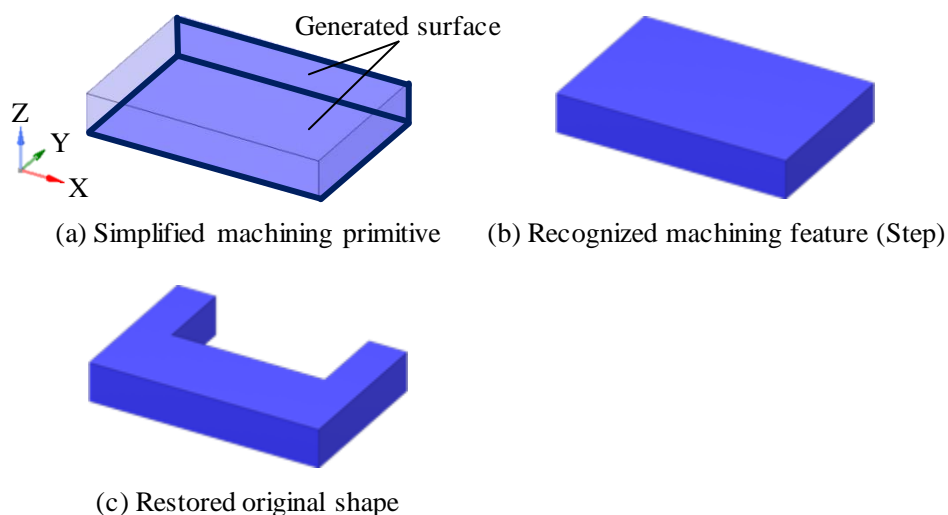 Generated surface
Z
Y
X
(a) Simplified machining primitive
(b) Recognized machining feature (Step)
(c) Restored original shape